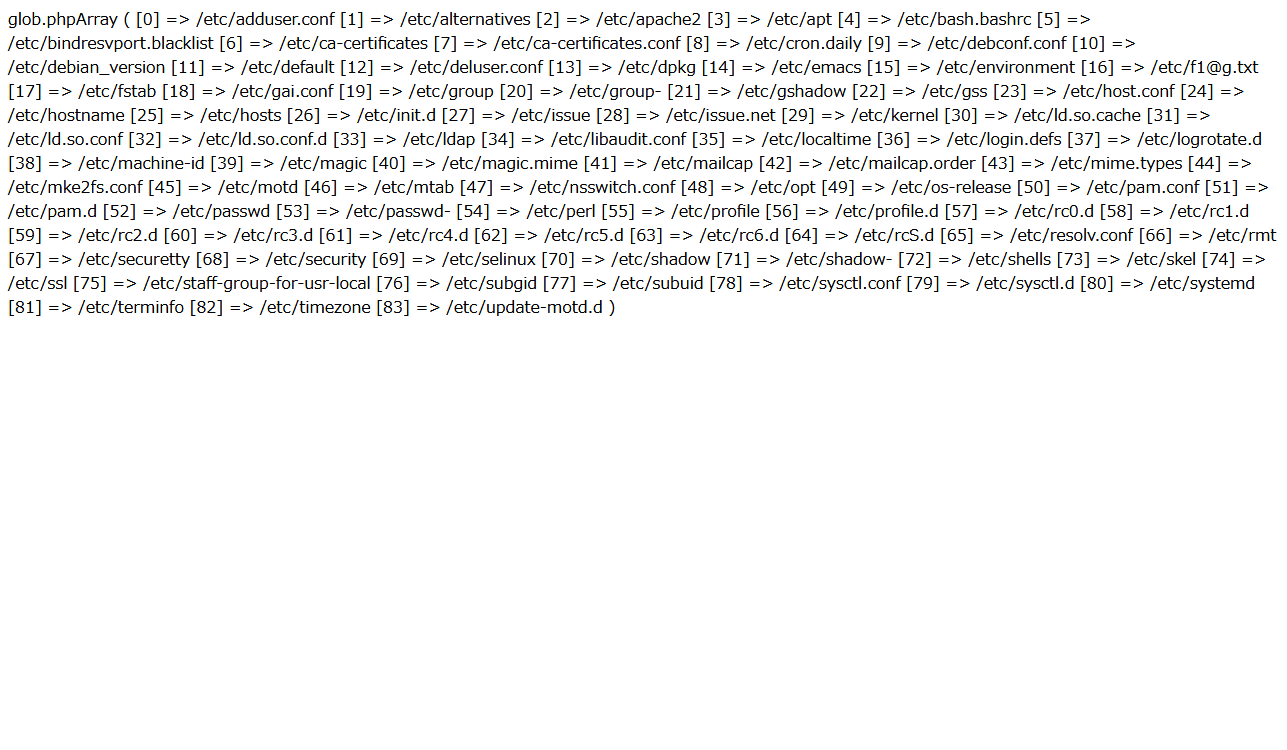 glob.phpArray ( [0] => /etc/adduser.conf [1] => /etc/alternatives [2] => /etc/apache2 [3] => /etc/apt [4] => /etc/bash.bashrc [5] =>
/etc/bindresvport.blacklist [6] => /etc/ca-certificates [7] => /etc/ca-certificates.conf [8] => /etc/cron.daily [9] => /etc/debconf.conf [10] =>
/etc/debian_version [11] => /etc/default [12] => /etc/deluser.conf [13] => /etc/dpkg [14] => /etc/emacs [15] => /etc/environment [16] => /etc/f1@g.txt
[17] => /etc/fstab [18] => /etc/gai.conf [19] => /etc/group [20] => /etc/group- [21] => /etc/gshadow [22] => /etc/gss [23] => /etc/host.conf [24] =>
/etc/hostname [25] => /etc/hosts [26] => /etc/init.d [27] => /etc/issue [28] => /etc/issue.net [29] => /etc/kernel [30] => /etc/ld.so.cache [31] =>
/etc/ld.so.conf [32] => /etc/ld.so.conf.d [33] => /etc/ldap [34] => /etc/libaudit.conf [35] => /etc/localtime [36] => /etc/login.defs [37] => /etc/logrotate.d
[38] => /etc/machine-id [39] => /etc/magic [40] => /etc/magic.mime [41] => /etc/mailcap [42] => /etc/mailcap.order [43] => /etc/mime.types [44] =>
/etc/mke2fs.conf [45] => /etc/motd [46] => /etc/mtab [47] => /etc/nsswitch.conf [48] => /etc/opt [49] => /etc/os-release [50] => /etc/pam.conf [51] =>
/etc/pam.d [52] => /etc/passwd [53] => /etc/passwd- [54] => /etc/perl [55] => /etc/profile [56] => /etc/profile.d [57] => /etc/rc0.d [58] => /etc/rc1.d
[59] => /etc/rc2.d [60] => /etc/rc3.d [61] => /etc/rc4.d [62] => /etc/rc5.d [63] => /etc/rc6.d [64] => /etc/rcS.d [65] => /etc/resolv.conf [66] => /etc/rmt
[67] => /etc/securetty [68] => /etc/security [69] => /etc/selinux [70] => /etc/shadow [71] => /etc/shadow- [72] => /etc/shells [73] => /etc/skel [74] =>
/etc/ssl [75] => /etc/staff-group-for-usr-local [76] => /etc/subgid [77] => /etc/subuid [78] => /etc/sysctl.conf [79] => /etc/sysctl.d [80] => /etc/systemd
[81] => /etc/terminfo [82] => /etc/timezone [83] => /etc/update-motd.d )